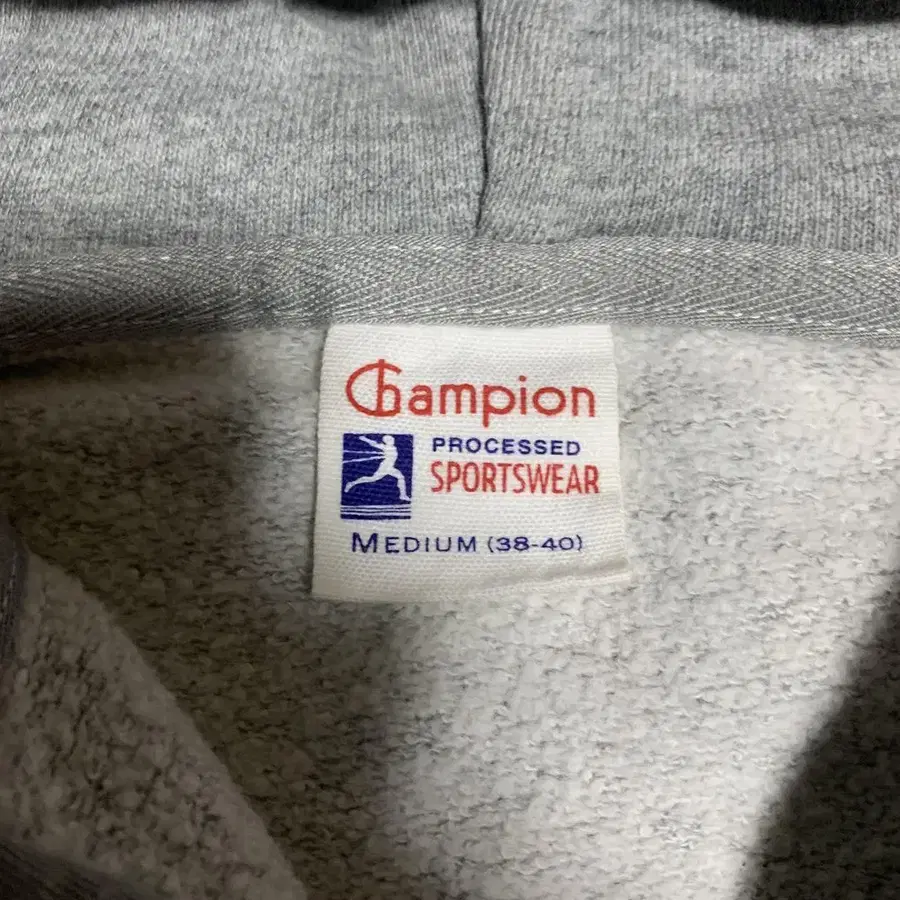 Champion
PROCESSED
SPORTSWEAR
MEDIUM (38-40)